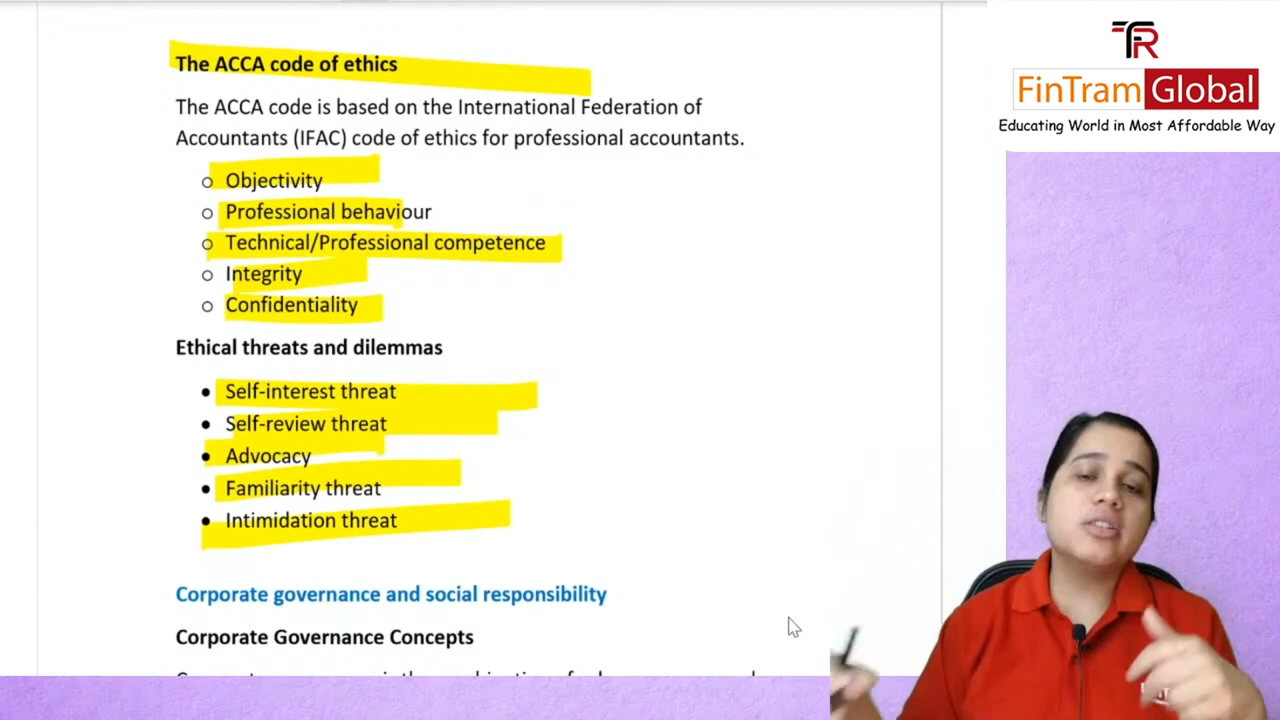 The ACCA code of ethics
The ACCA code is based on the International Federation of
Accountants (IFAC) code of ethics for professional accountants.
Objectivity
Professional behaviour
Technical/Professional competence
Integrity
Confidentiality
Ethical threats and dilemmas
Self-interest threat
Self-review threat
Advocacy
Familiarity threat
Intimidation threat
Corporate governance and social responsibility
Corporate Governance Concepts
FinTram Global
Educating World in Most Affordable Way